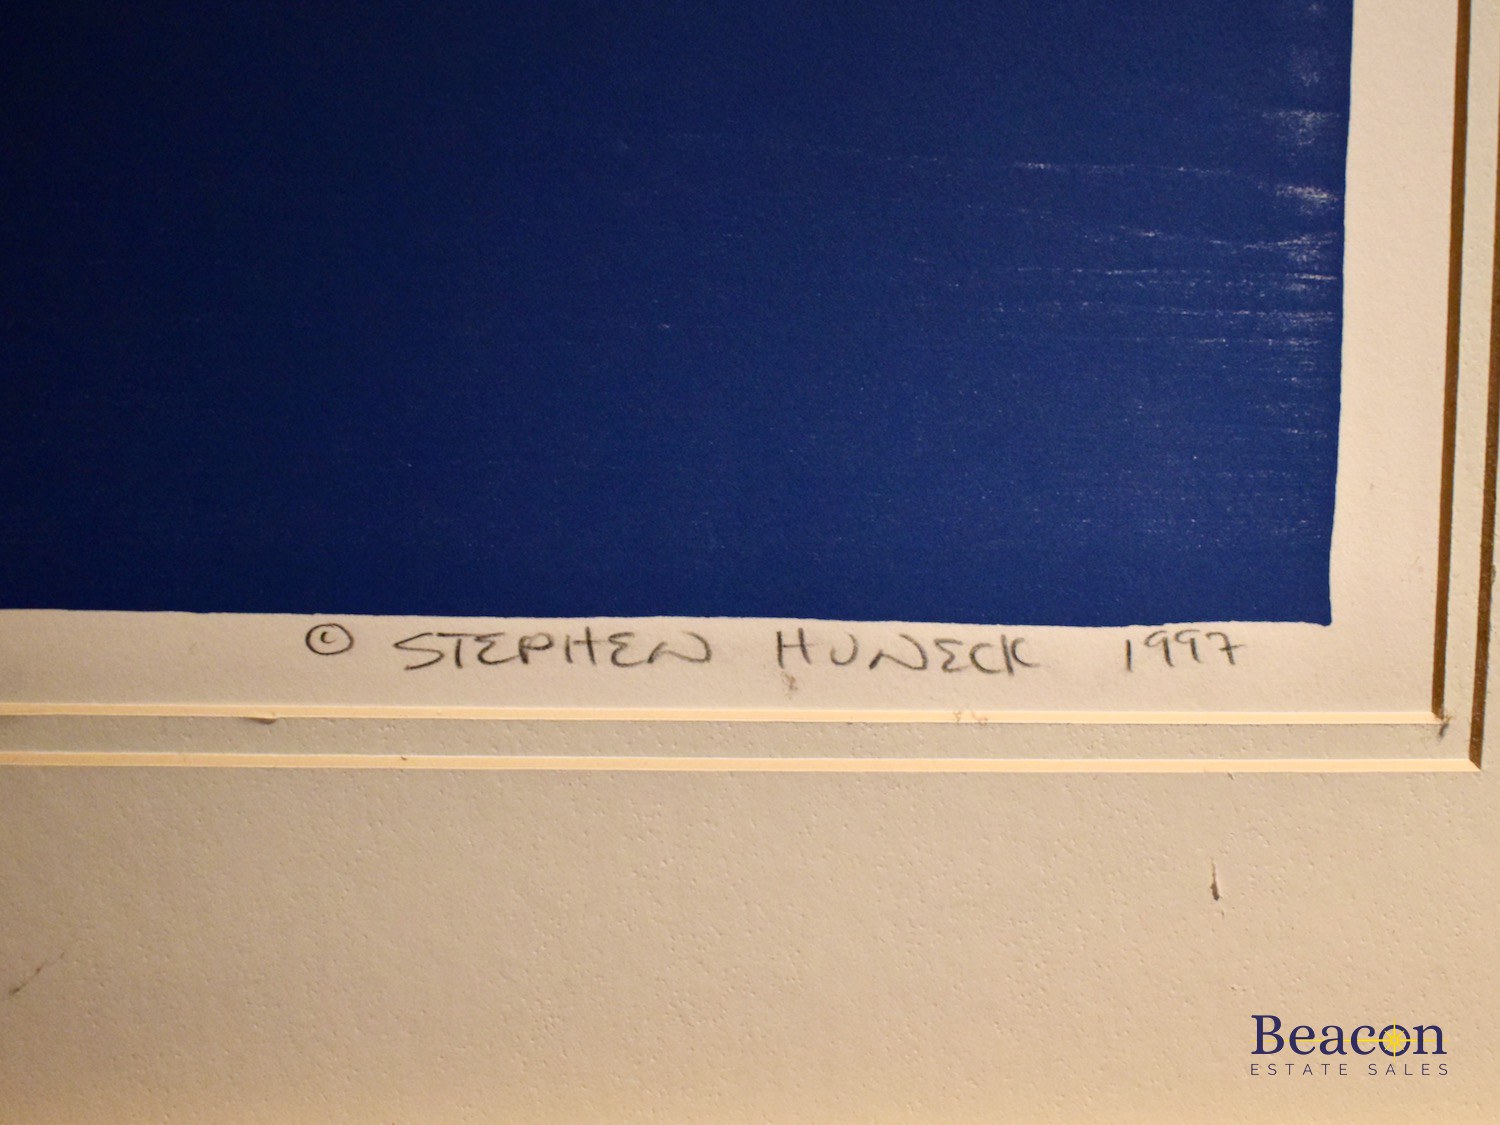 © STEPHEN HUNECK 1997
Beacon
ESTATE SALES